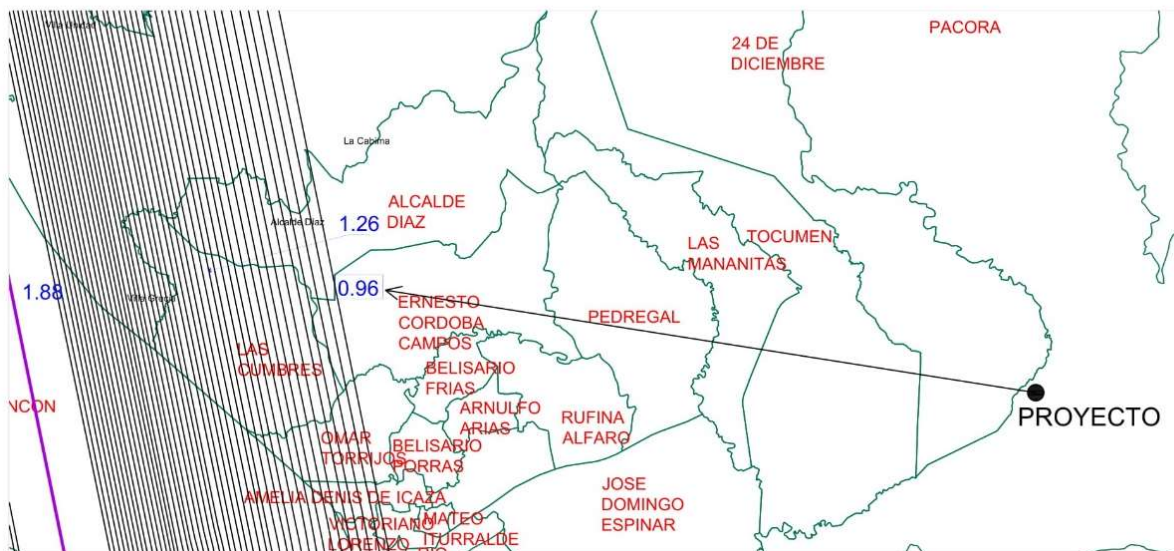 PACORA
24 DE
DICIEMBRE
La Cabima
ALCALDE
DIAZ
Alcalde Diaz
1.26
TOCUMEN
LAS
MANANITAS
1.88
0.96
ERNESTO
CORDOBA
CAMPOS
PEDREGAL
LAS
CUMBRES
BELISARIO
FRIAS
PROYECTO
NCON
ARNULFO
ARIAS
RUFINA
ALFARO
OMAR
TORRIJOS
BELISARIO
PORRAS
JOSE
DOMINGO
ESPINAR
AMELIA DENIS DE ICAZA
VICTORIANO
LORENZO
MATEO
ITURRALDE